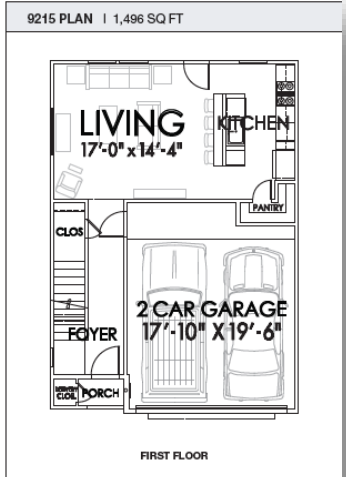 9215 PLAN | 1,496 SQ FT
LIVING
17'-0" x 14'-4"
KITCHEN
PANTRY
CLOS
2 CAR GARAGE
17'-10" X 19'-6"
FOYER
PORCH
CLOS.
FIRST FLOOR